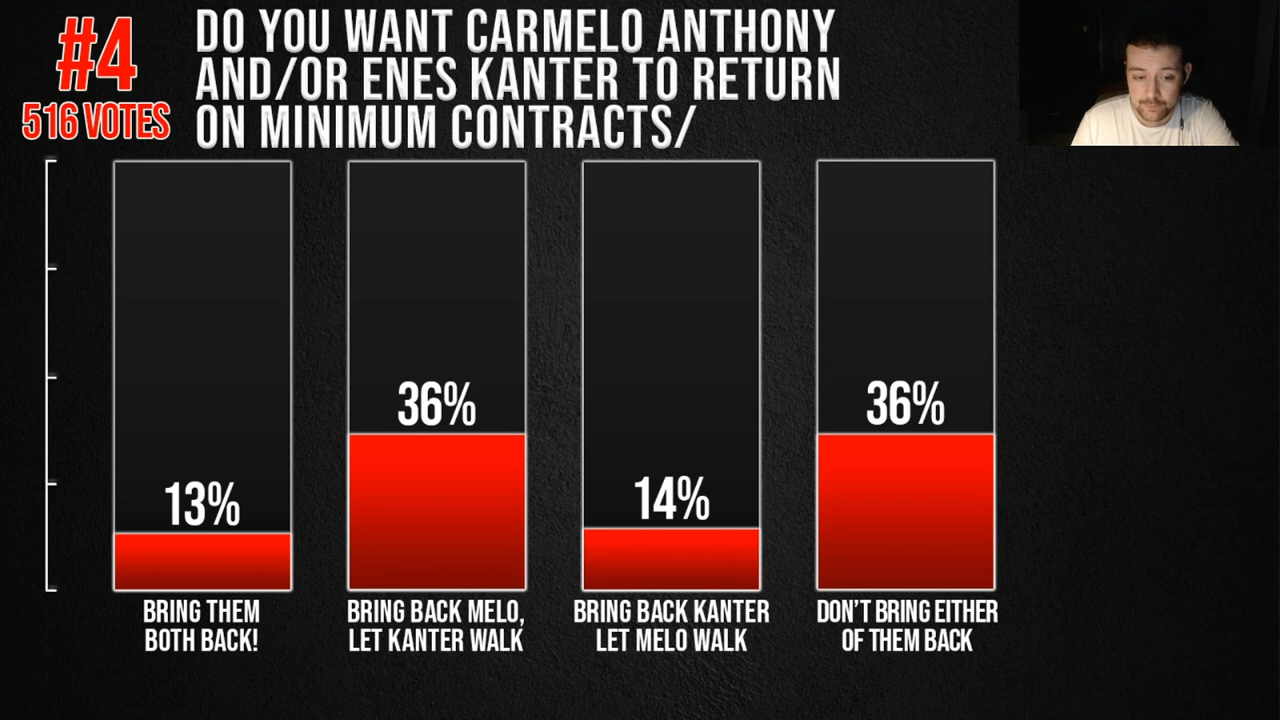 #4
516 VOTES
DO YOU WANT CARMELO ANTHONY
AND/OR ENES KANTER TO RETURN
ON MINIMUM CONTRACTS/
13%
36%
14%
36%
BRING THEM
BOTH BACK!
BRING BACK MELO,
LET KANTER WALK
BRING BACK KANTER
LET MELO WALK
DON'T BRING EITHER
OF THEM BACK